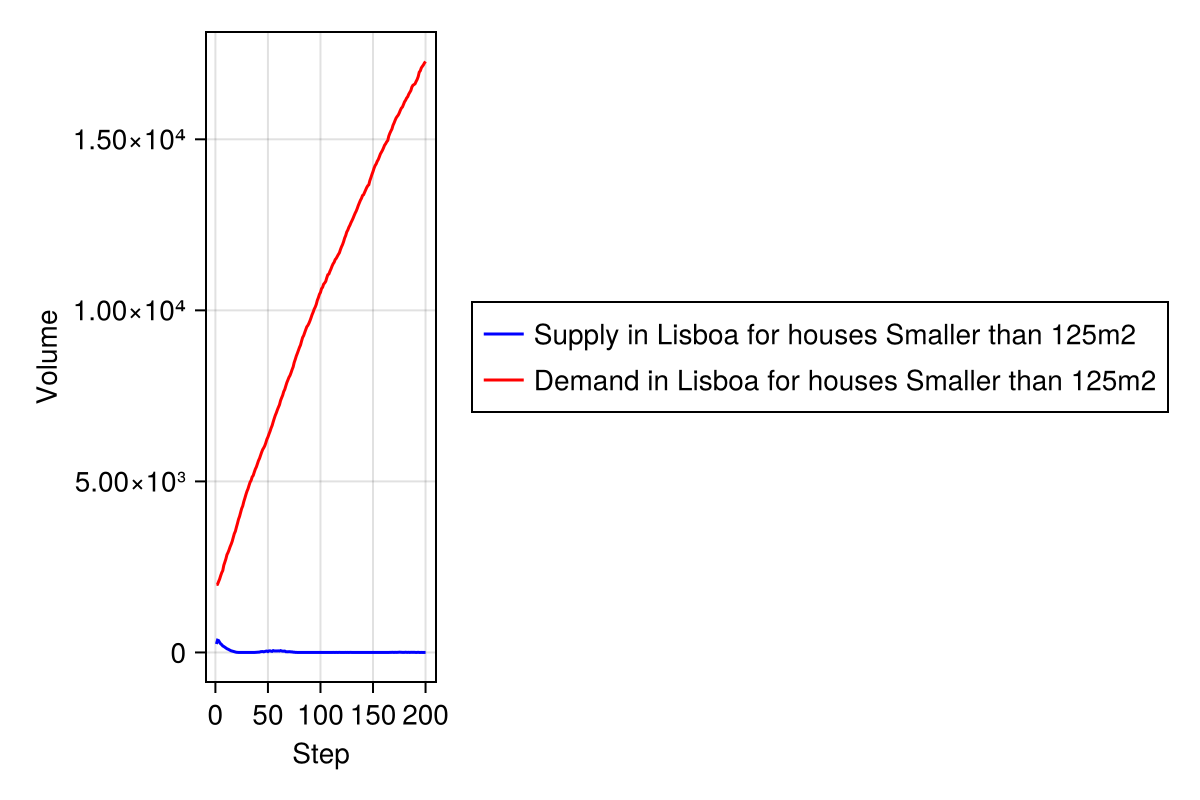 Volume
1.50×10⁴
1.00×10⁴
5.00×10³
0
0 50 100 150 200
Step
Supply in Lisboa for houses Smaller than 125m2
Demand in Lisboa for houses Smaller than 125m2